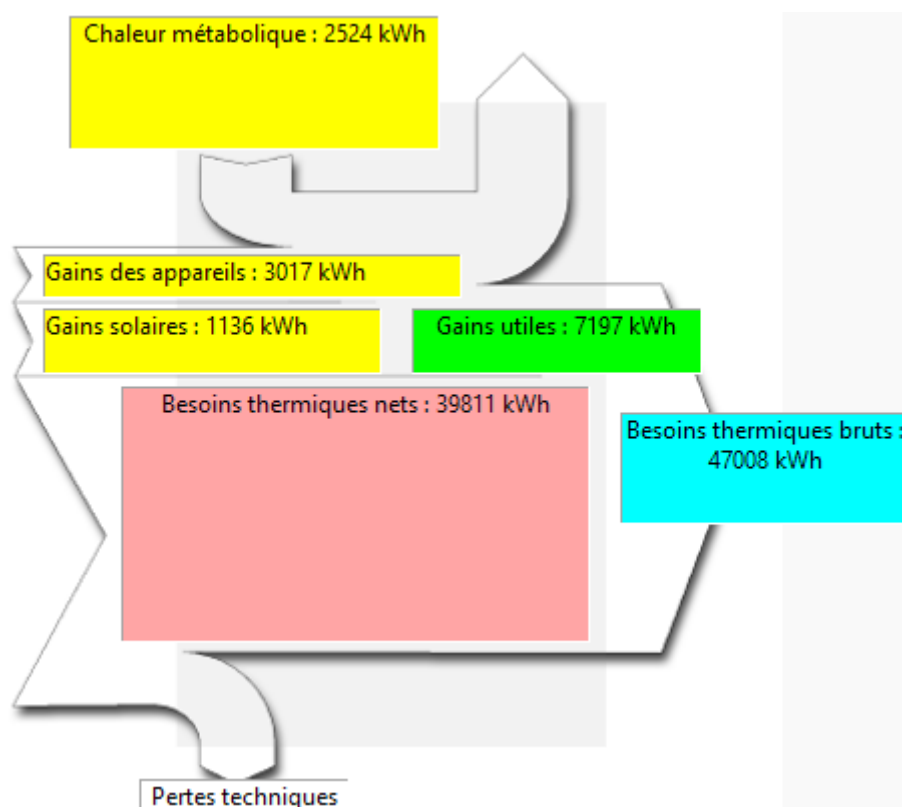 Chaleur métabolique : 2524 kWh
Gains des appareils : 3017 kWh
Gains solaires : 1136 kWh
Gains utiles : 7197 kWh
Besoins thermiques nets : 39811 kWh
Besoins thermiques bruts :
47008 kWh
Pertes techniques